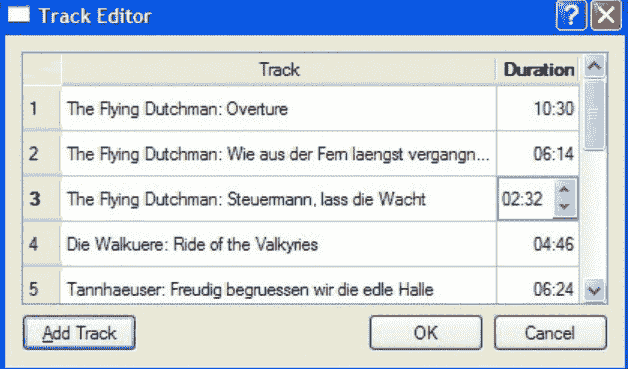 Track Editor
Track Duration
1 The Flying Dutchman: Overture 10:30
2 The Flying Dutchman: Wie aus der Fern laengst vergangn... 06:14
3 The Flying Dutchman: Steuermann, lass die Wacht 02:32
4 Die Walkuere: Ride of the Valkyries 04:46
5 Tannhaeuser: Freudig begruessen wir die edle Halle 06:24
Add Track OK Cancel